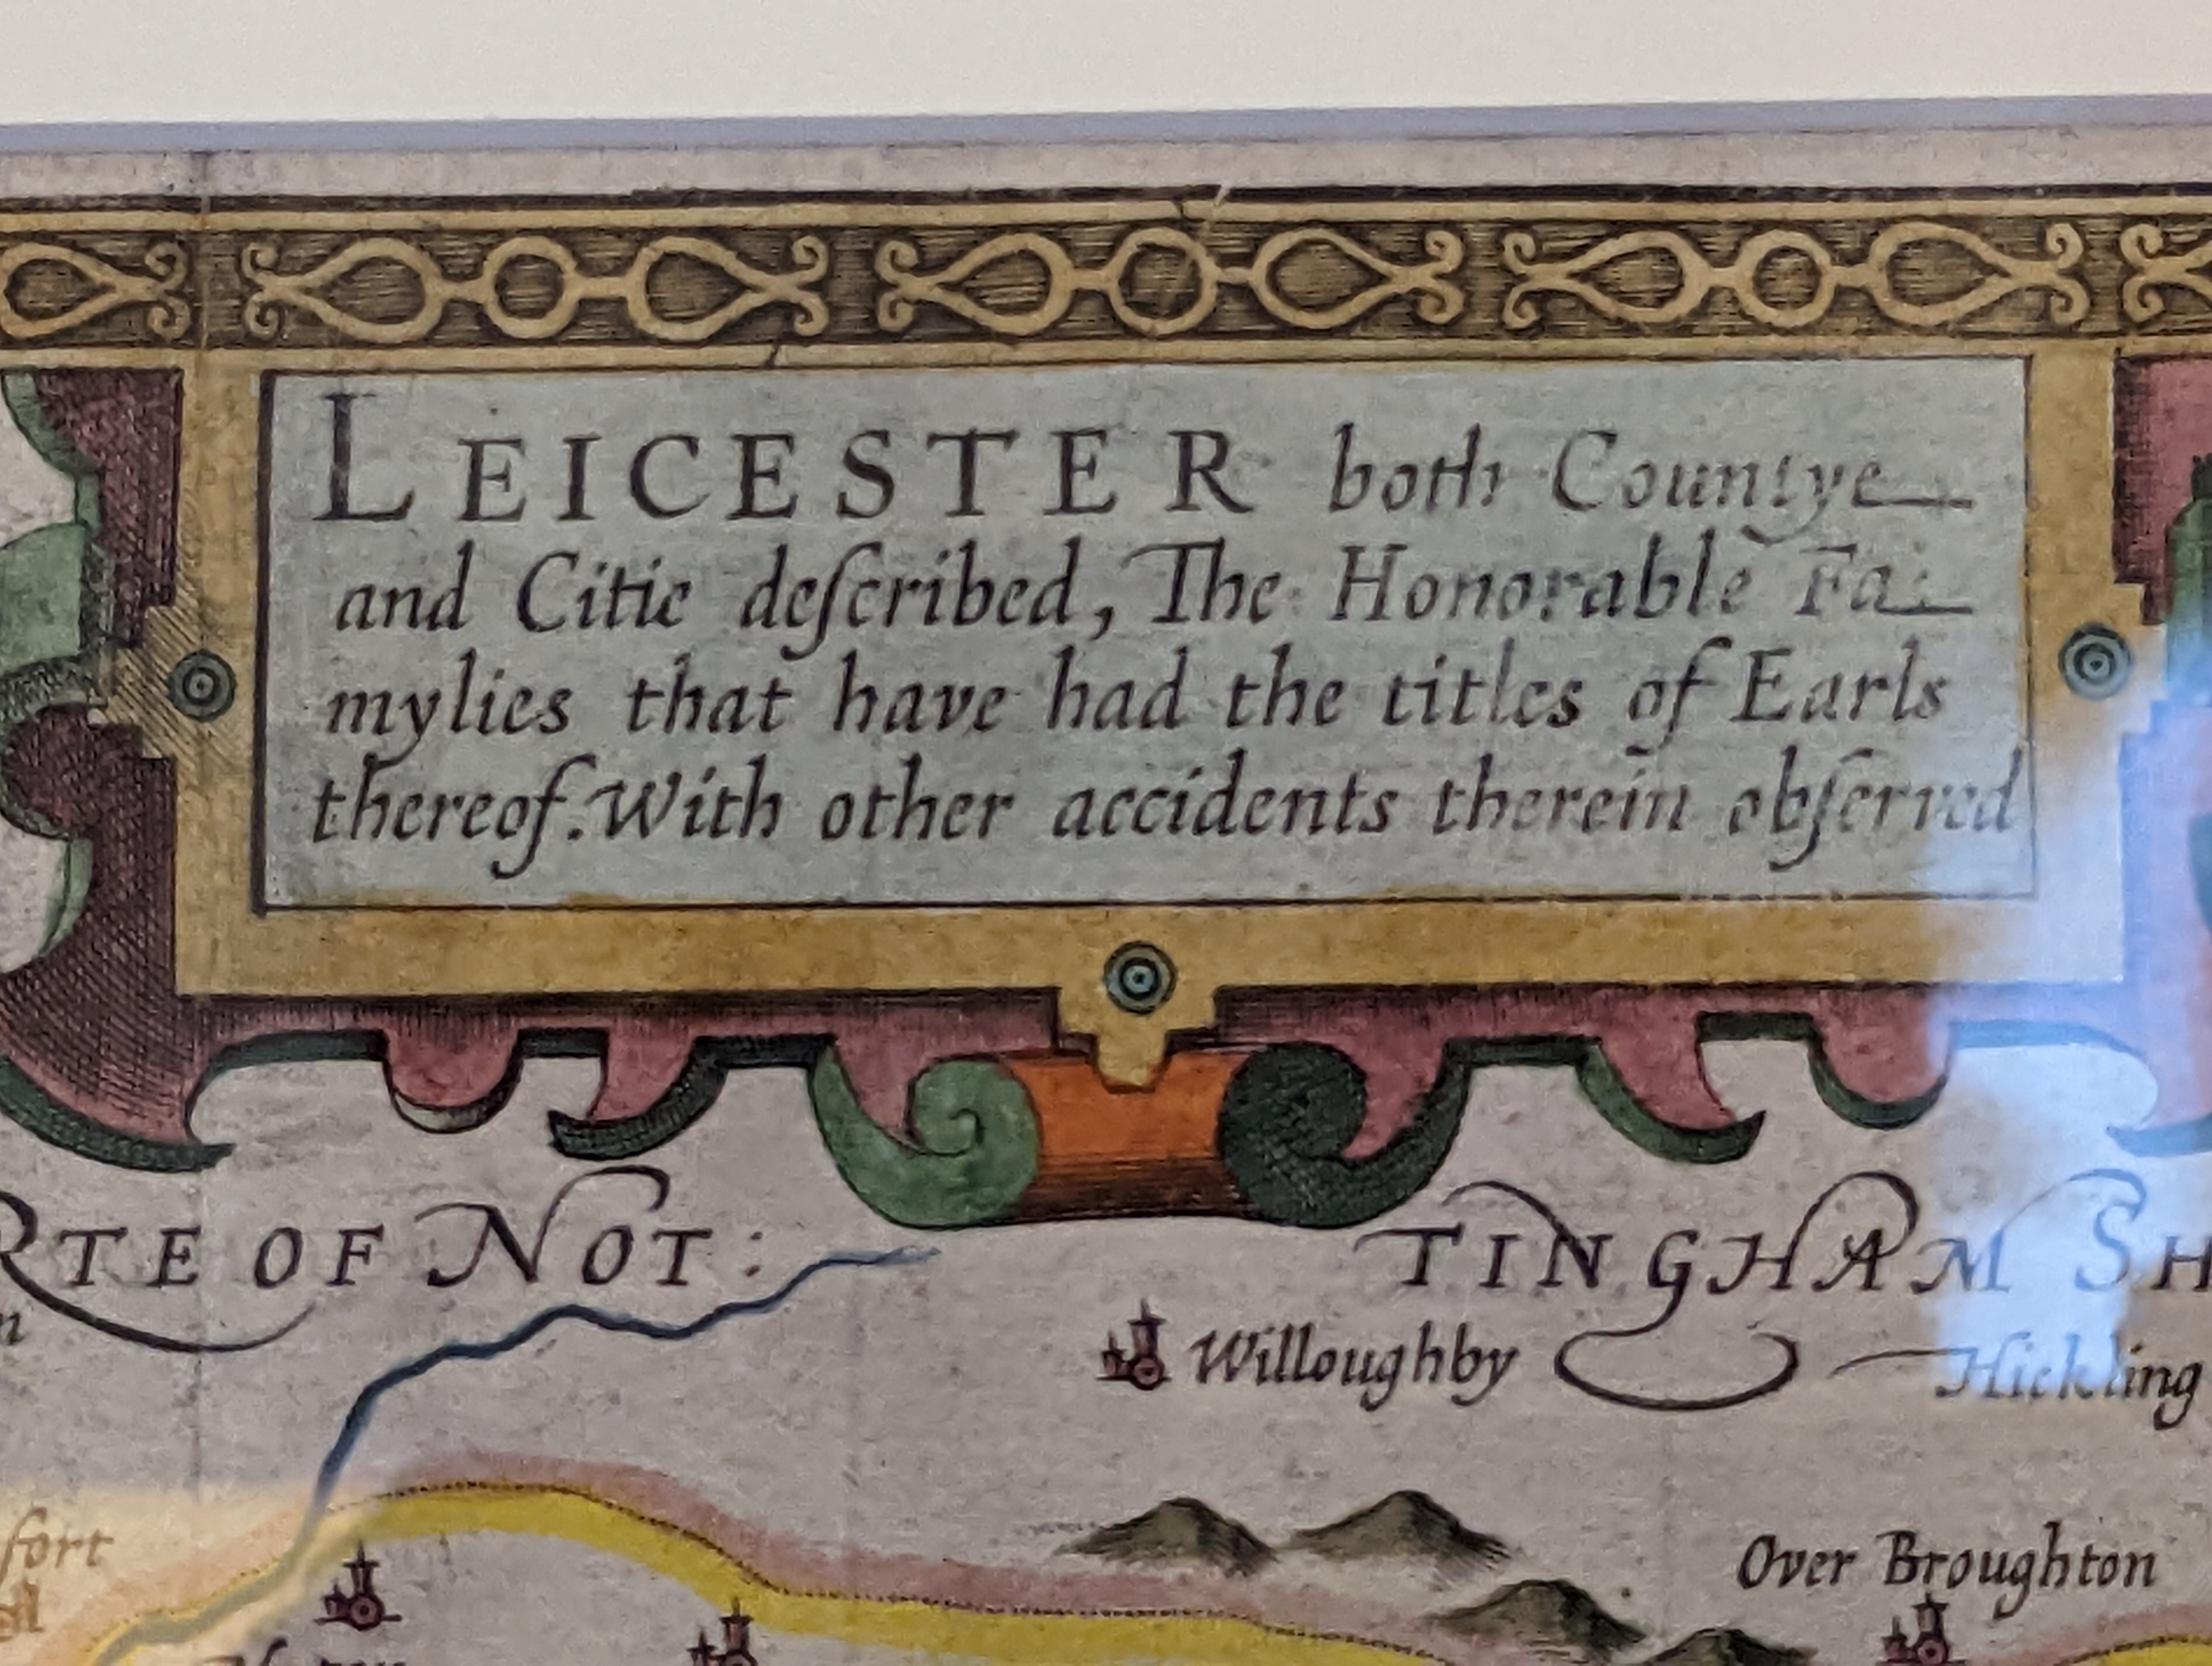 LEICESTER both Countye
and Citie deſcribed, The Honorable Fa:
mylies that have had the titles of Earls
thereof. With other accidents therein obſerved
RTE OF NOT: TINGHAM SH
Willoughby
Hickling
fort
Over Broughton